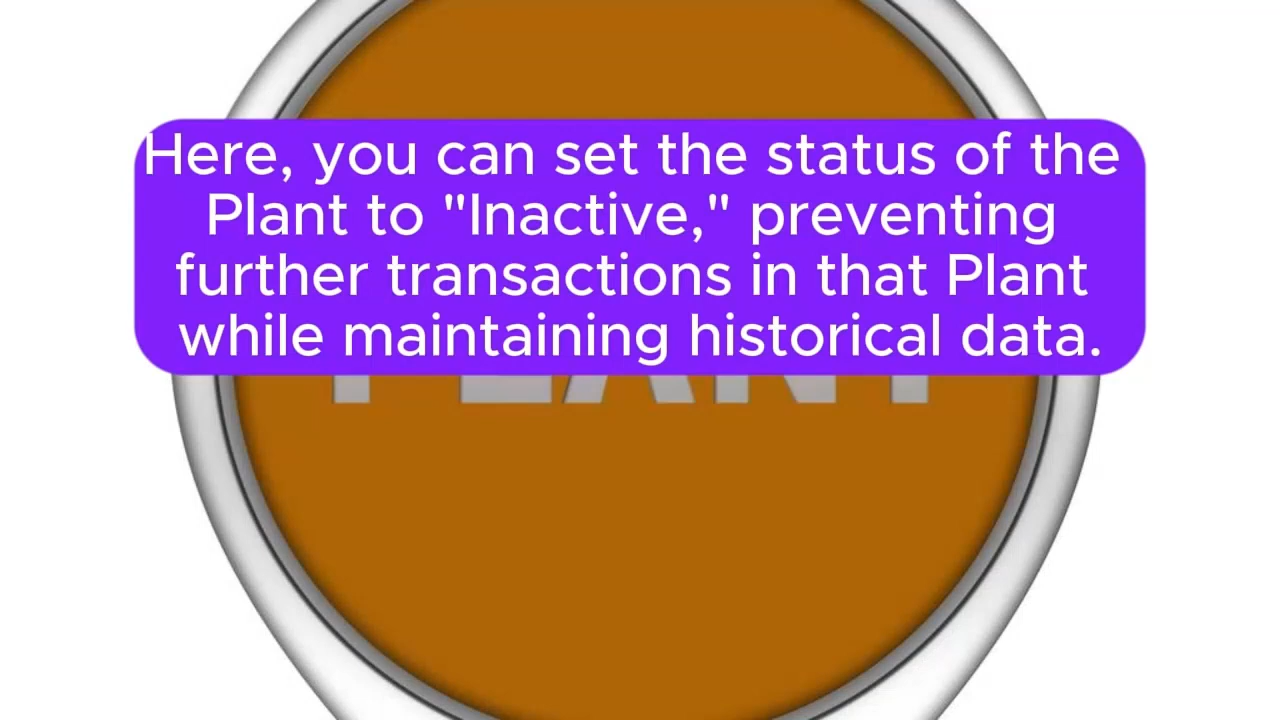 Here, you can set the status of the
Plant to "Inactive," preventing
further transactions in that Plant
while maintaining historical data.
PLANT